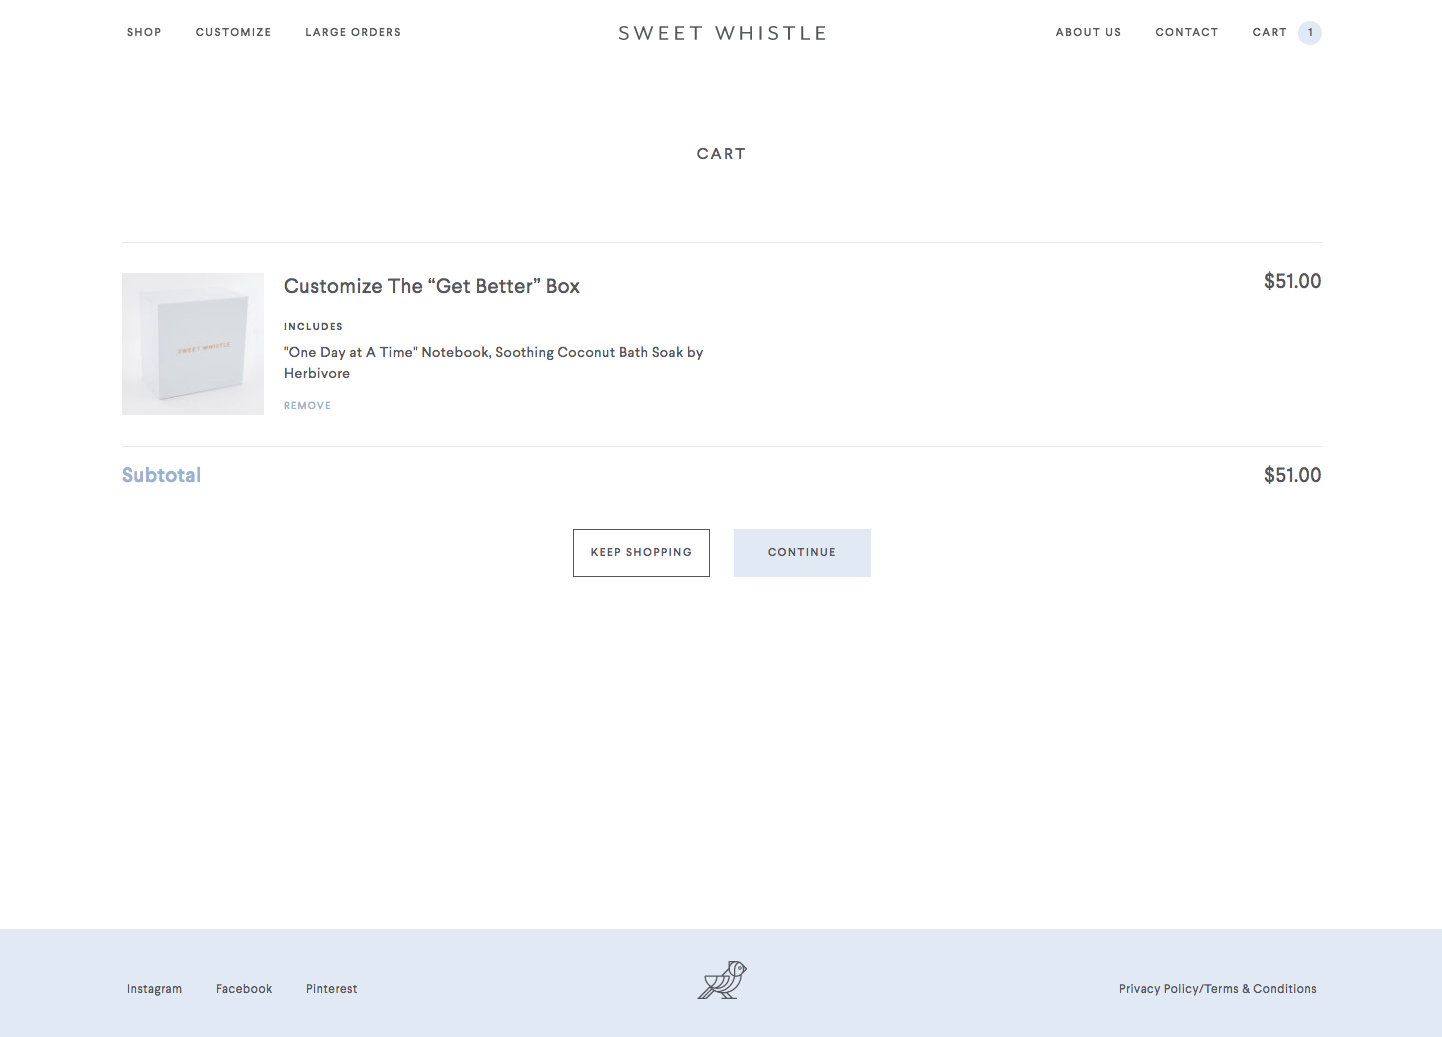 SHOP CUSTOMIZE LARGE ORDERS SWEET WHISTLE ABOUT US CONTACT CART 1
CART
Customize The “Get Better” Box $51.00
SWEET WHISTLE
INCLUDES
"One Day at A Time" Notebook, Soothing Coconut Bath Soak by
Herbivore
REMOVE
Subtotal $51.00
KEEP SHOPPING CONTINUE
Instagram Facebook Pinterest Privacy Policy/Terms & Conditions